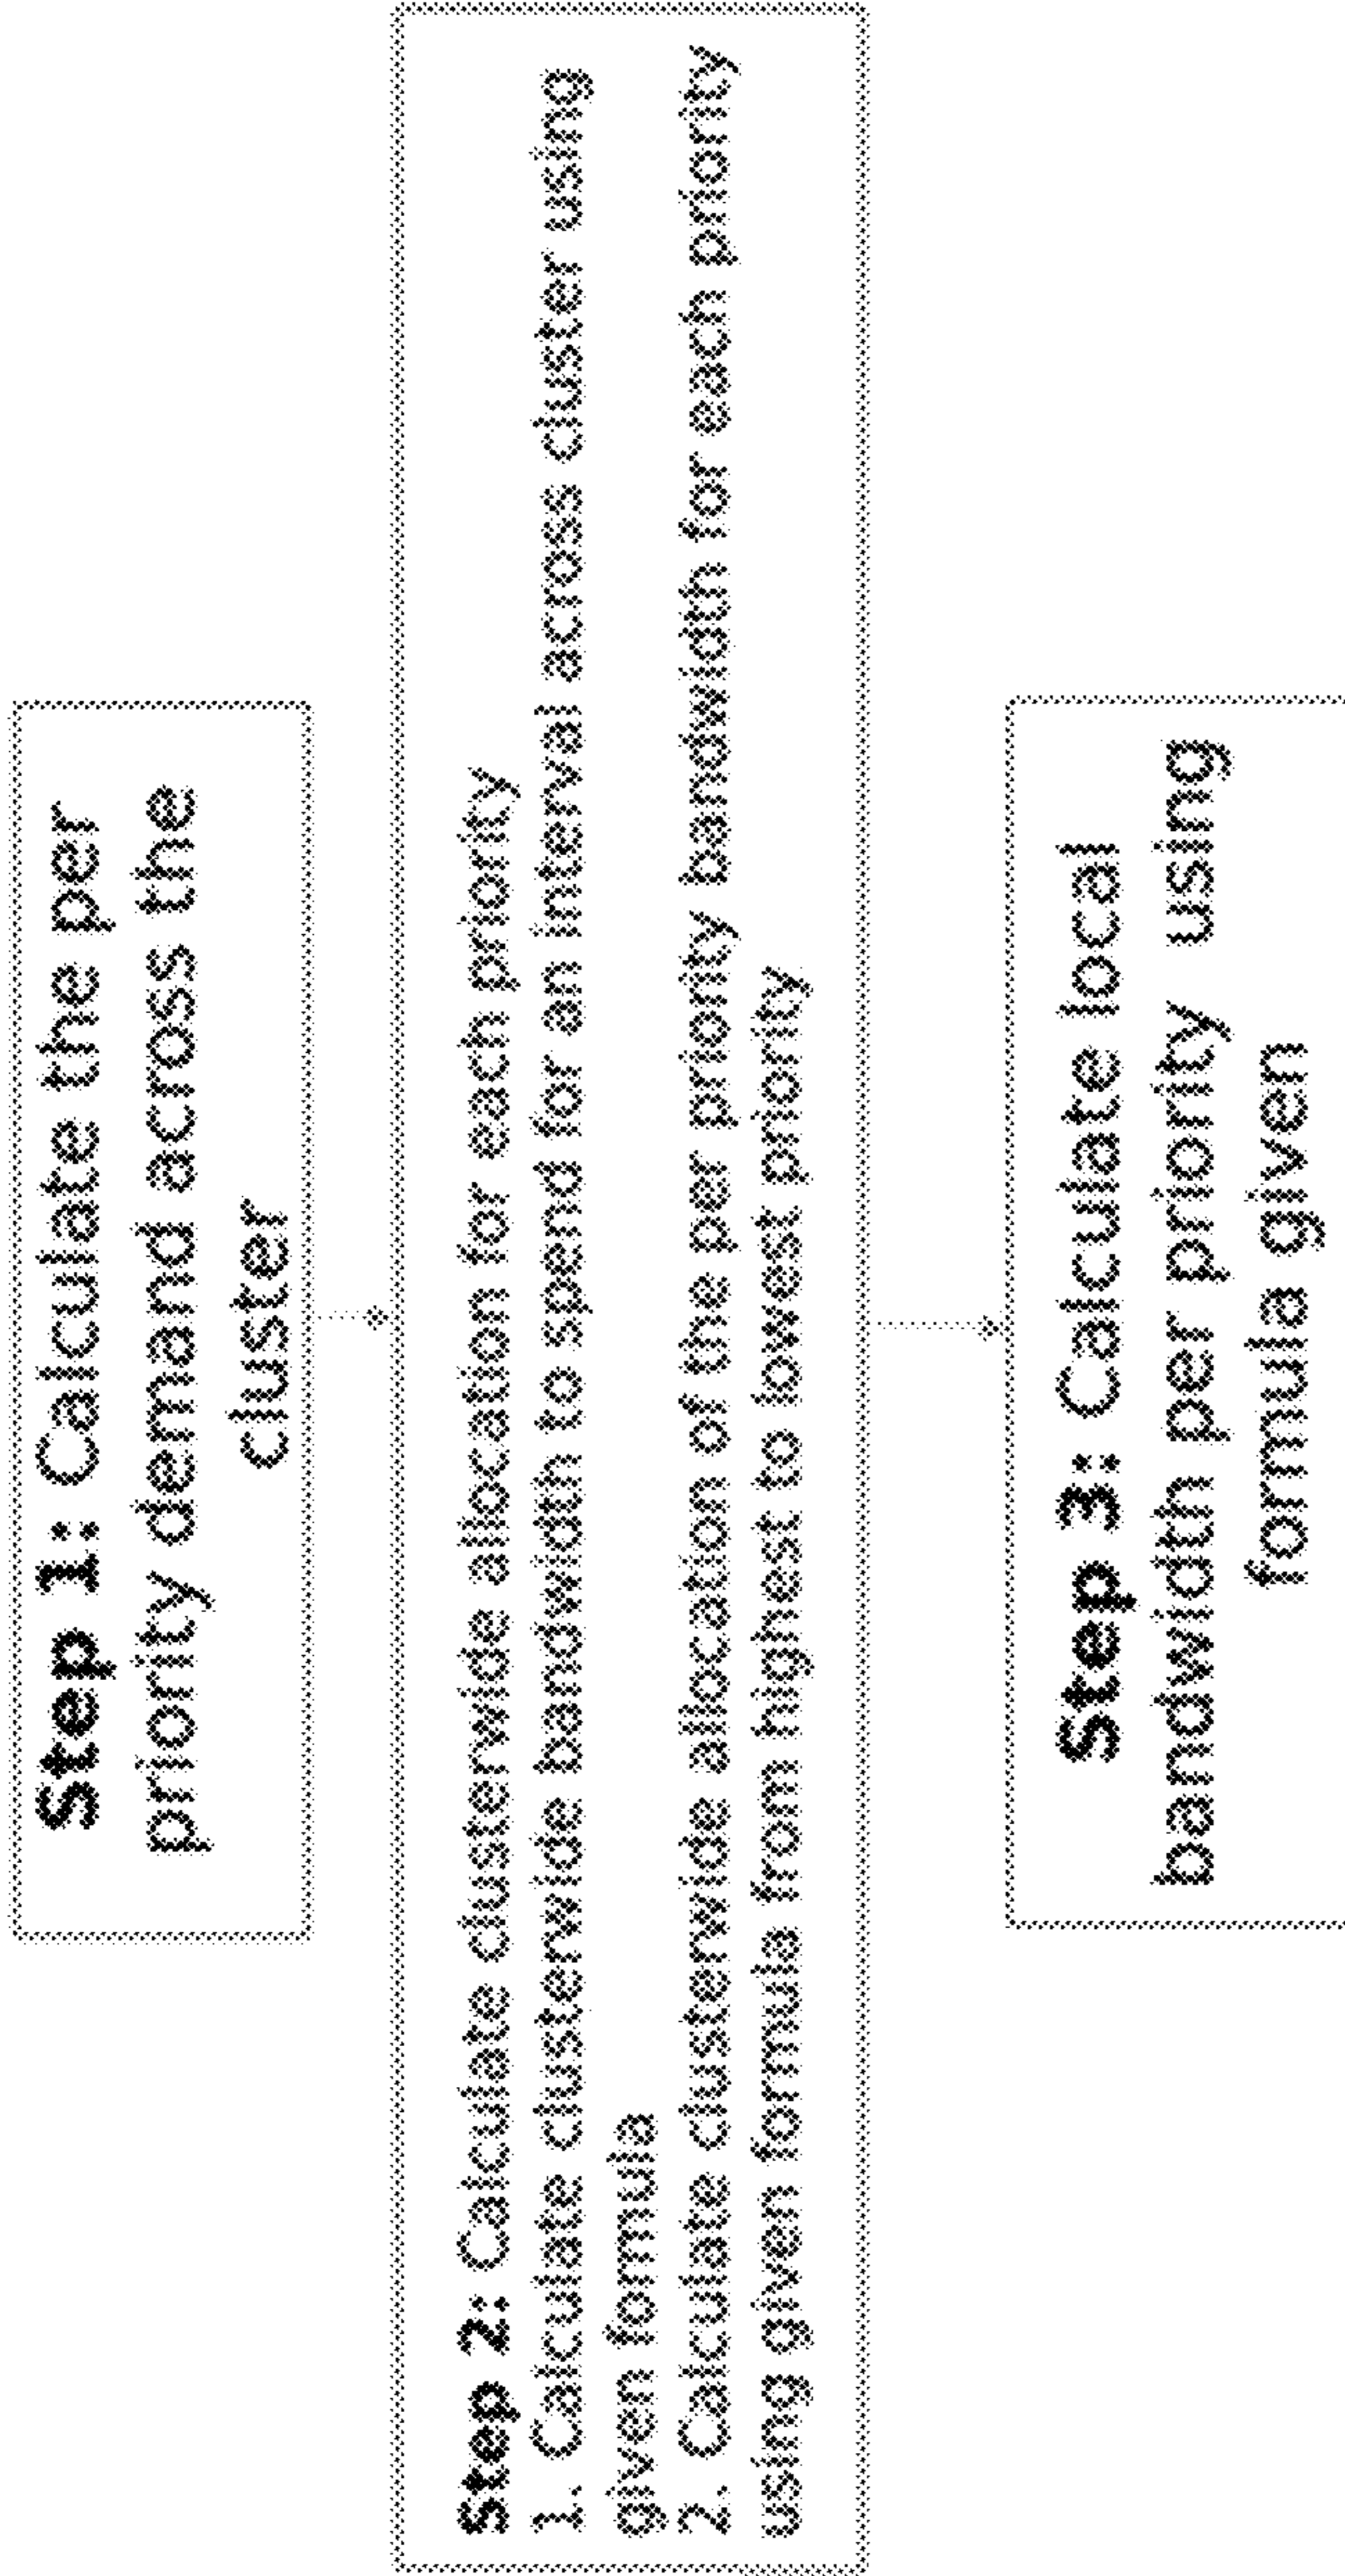 Step 1: Calculate the per
priority demand across the
cluster
Step 2: Calculate clusterwide allocation for each priority
1. Calculate clusterwide bandwidth to spend for an interval across cluster using
given formula
2. Calculate clusterwide allocation of the per priority bandwidth for each priority
using given formula from highest to lowest priority
Step 3: Calculate local
bandwidth per priority using
formula given